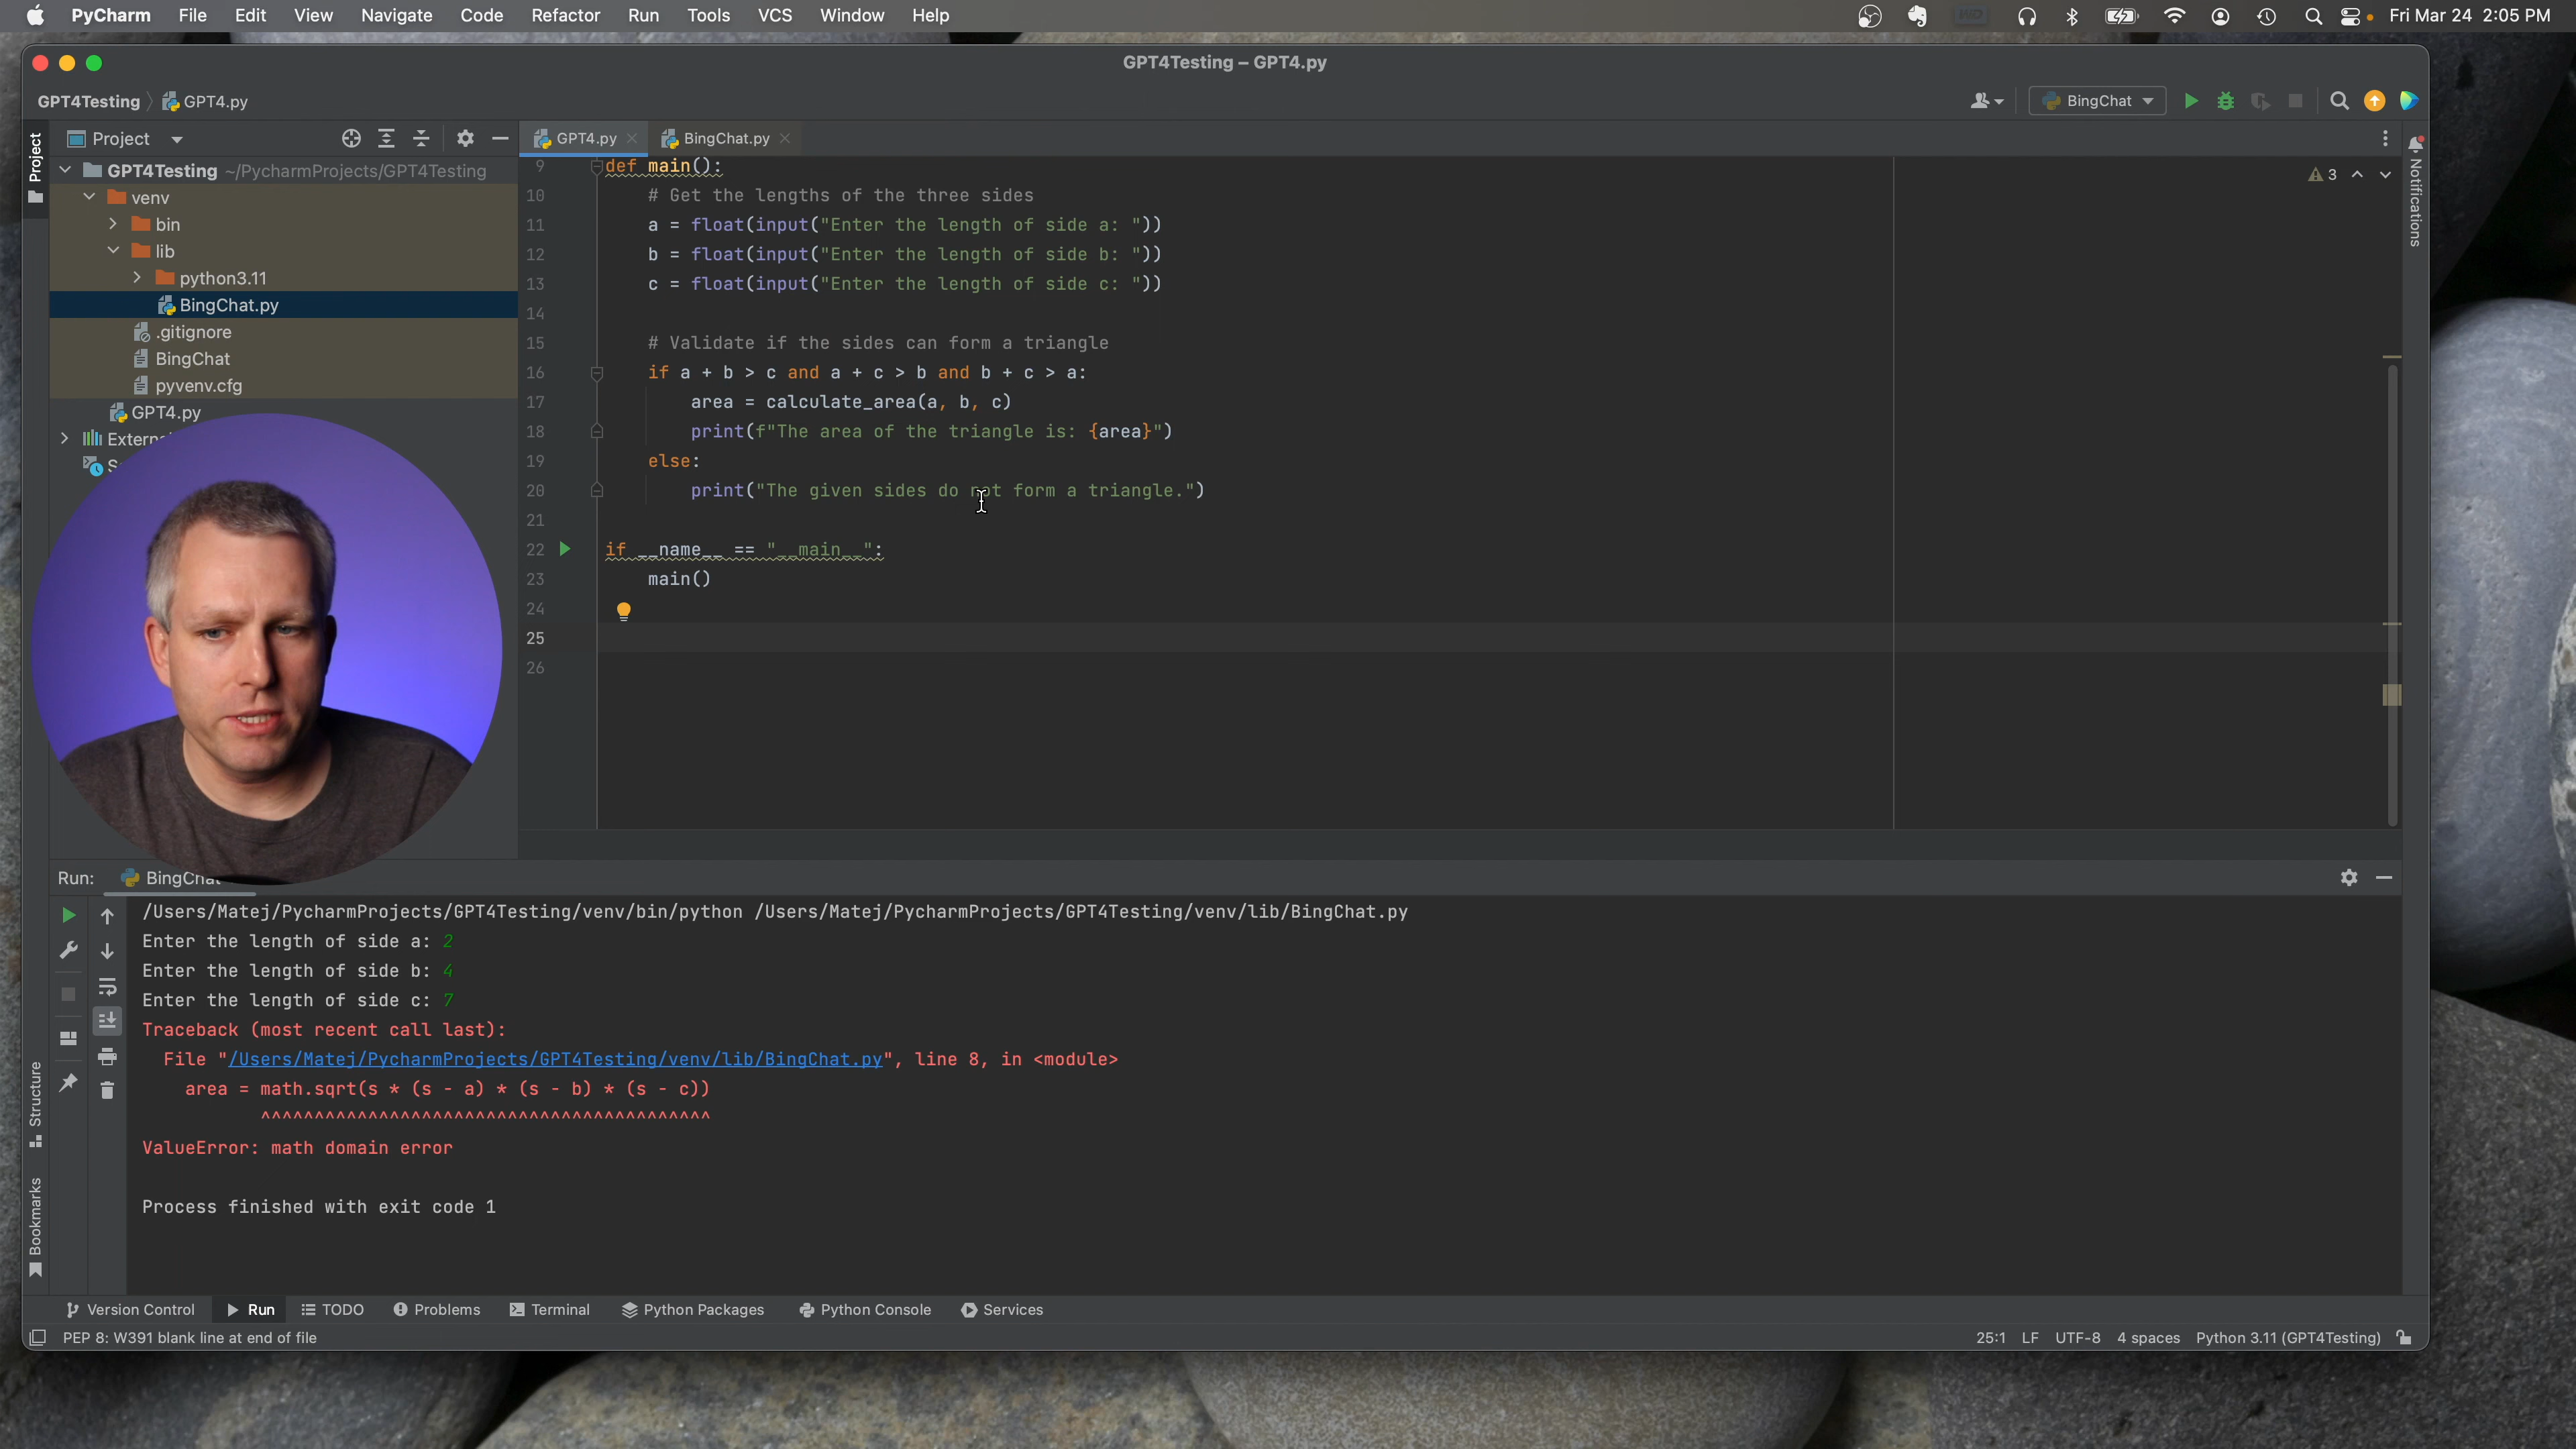 PyCharm File Edit View Navigate Code Refactor Run Tools VCS Window Help Fri Mar 24 2:05 PM
GPT4Testing – GPT4.py
GPT4Testing GPT4.py BingChat
Project
Project
GPT4.py BingChat.py
Notifications
GPT4Testing ~/PycharmProjects/GPT4Testing
venv
bin
lib
python3.11
BingChat.py
.gitignore
BingChat
pyvenv.cfg
GPT4.py
3
9 def main():
10 # Get the lengths of the three sides
11 a = float(input("Enter the length of side a: "))
12 b = float(input("Enter the length of side b: "))
13 c = float(input("Enter the length of side c: "))
14
15 # Validate if the sides can form a triangle
16 if a + b > c and a + c > b and b + c > a:
17 area = calculate_area(a, b, c)
18 print(f"The area of the triangle is: {area}")
19 else:
20 print("The given sides do not form a triangle.")
21
22 if __name__ == "__main__":
23 main()
24
25
26
Run: BingChat
/Users/Matej/PycharmProjects/GPT4Testing/venv/bin/python /Users/Matej/PycharmProjects/GPT4Testing/venv/lib/BingChat.py
Enter the length of side a: 2
Enter the length of side b: 4
Enter the length of side c: 7
Traceback (most recent call last):
File "/Users/Matej/PycharmProjects/GPT4Testing/venv/lib/BingChat.py", line 8, in <module>
area = math.sqrt(s * (s - a) * (s - b) * (s - c))
^^^^^^^^^^^^^^^^^^^^^^^^^^^^^^^^^^^^^^^^^^
ValueError: math domain error
Process finished with exit code 1
Structure
Bookmarks
Version Control Run TODO Problems Terminal Python Packages Python Console Services
PEP 8: W391 blank line at end of file 25:1 LF UTF-8 4 spaces Python 3.11 (GPT4Testing)